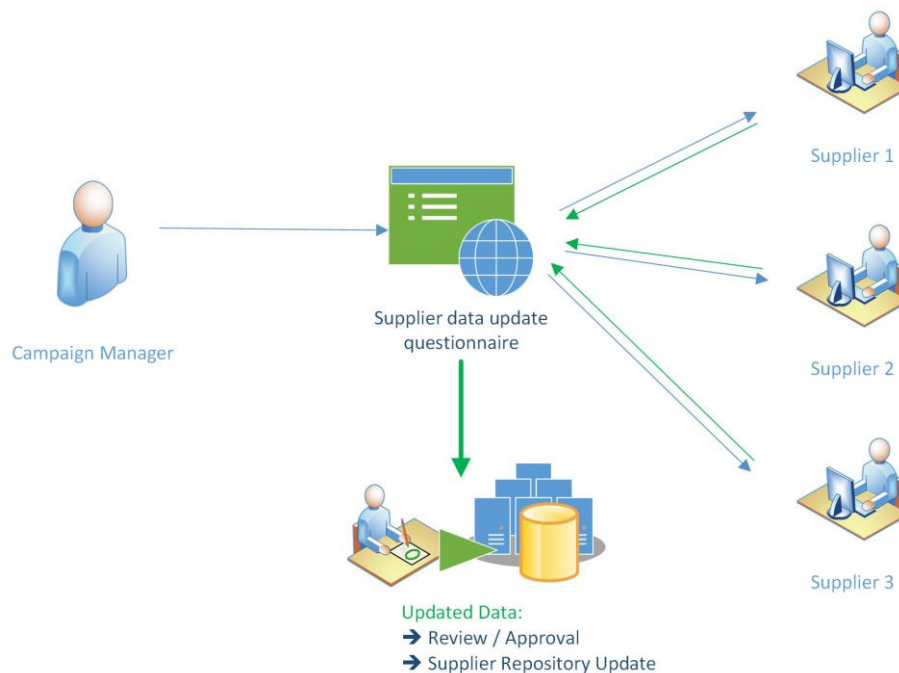 Supplier 1
Campaign Manager
Supplier data update
questionnaire
Supplier 2
Supplier 3
Updated Data:
➔ Review / Approval
➔ Supplier Repository Update